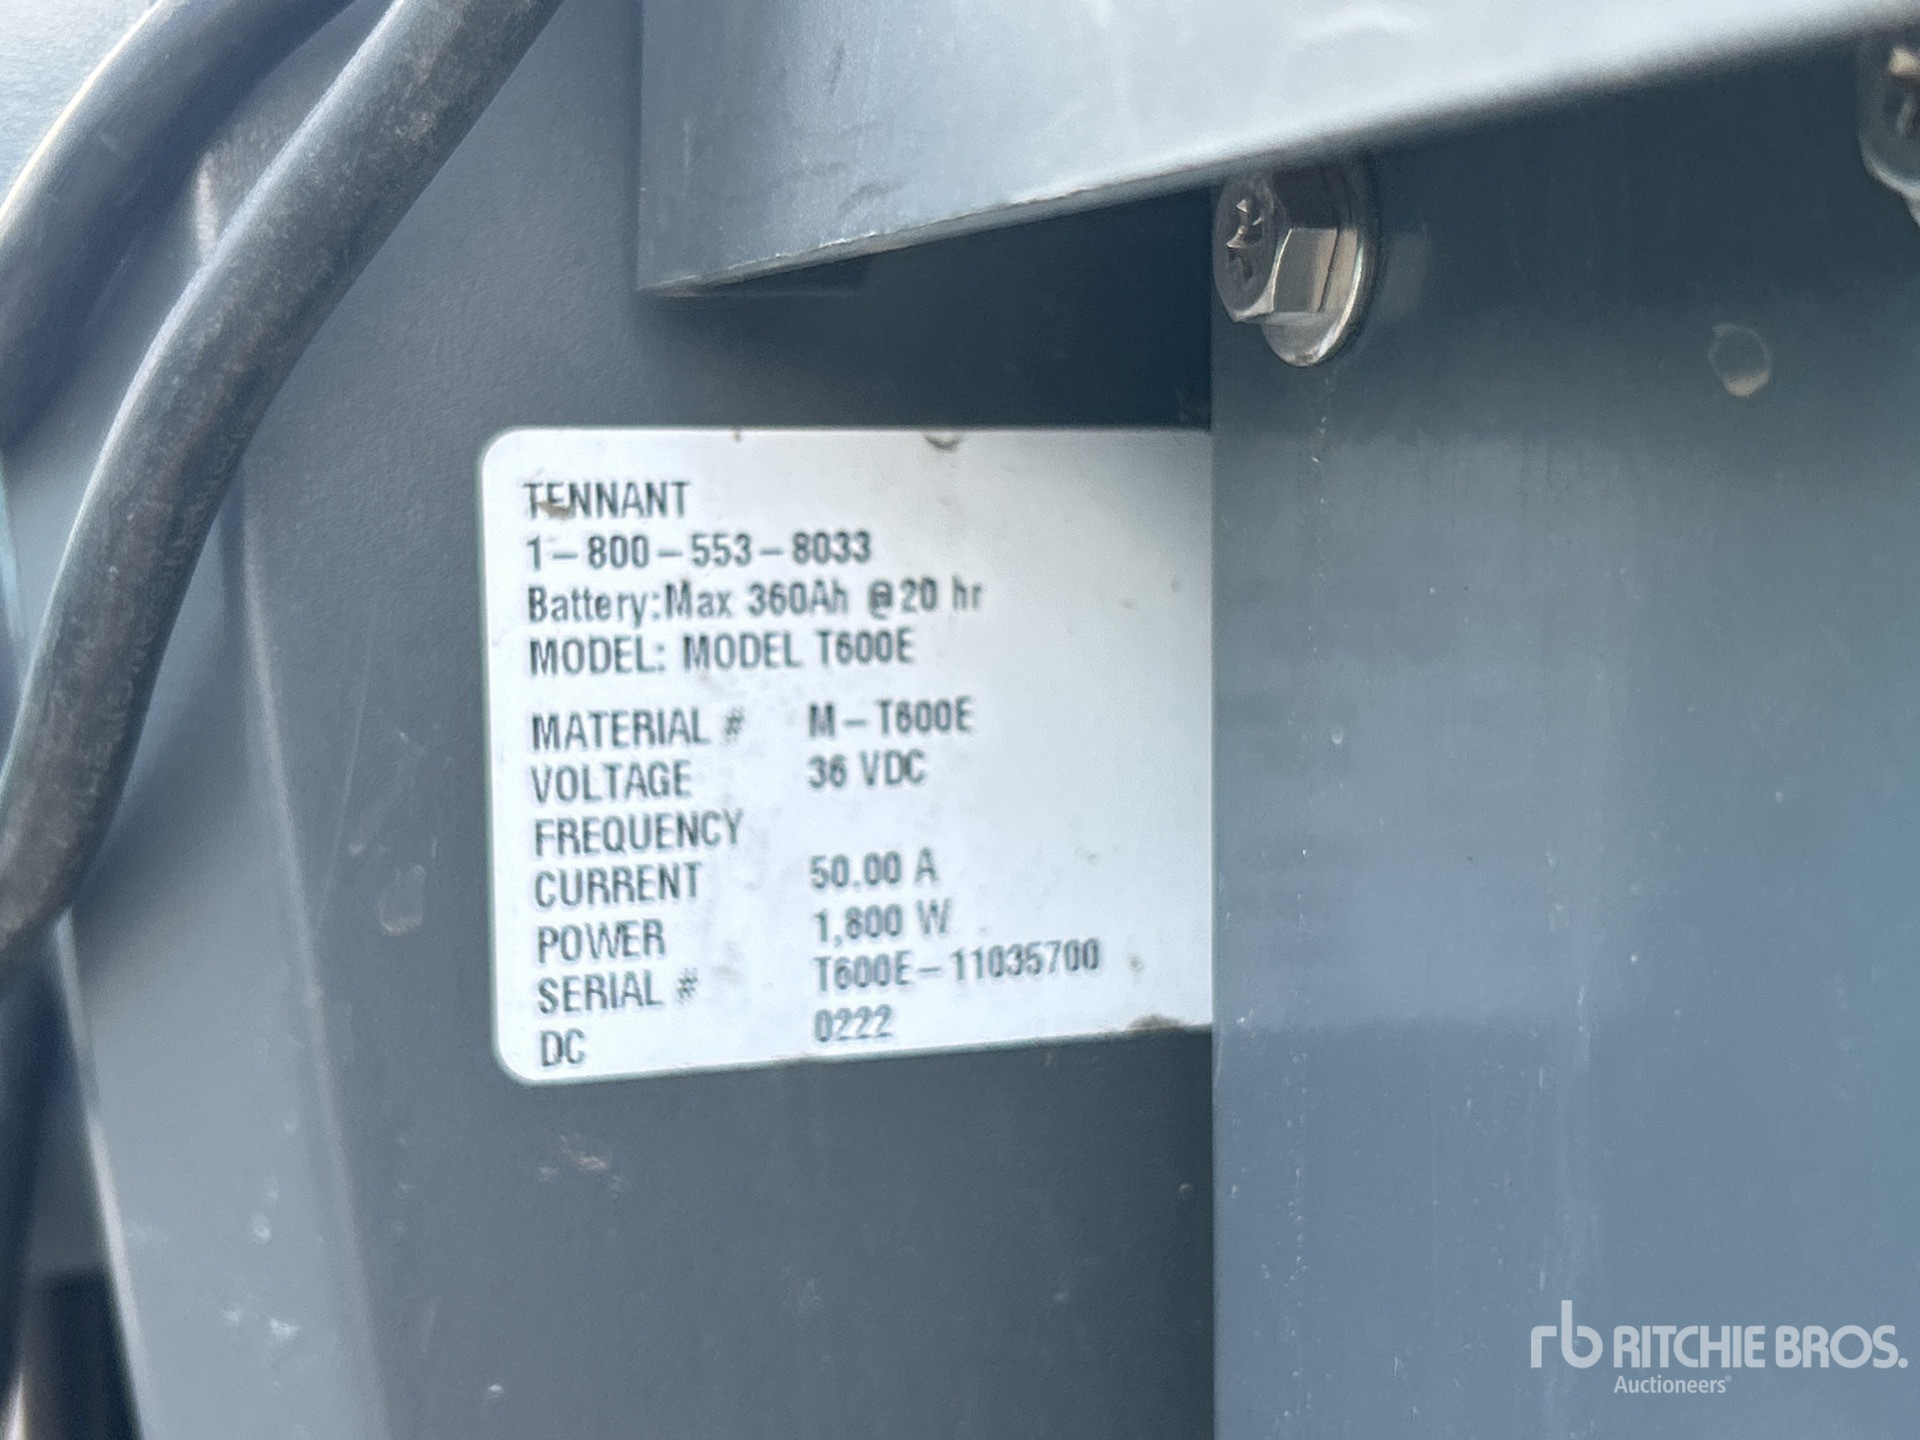 TENNANT
1-800-553-8033
Battery:Max 360Ah @20 hr
MODEL: MODEL T600E
MATERIAL # M-T600E
VOLTAGE 36 VDC
FREQUENCY
CURRENT 50.00 A
POWER 1,800 W
SERIAL # T600E-11035700
DC 0222
rb RITCHIE BROS.
Auctioneers